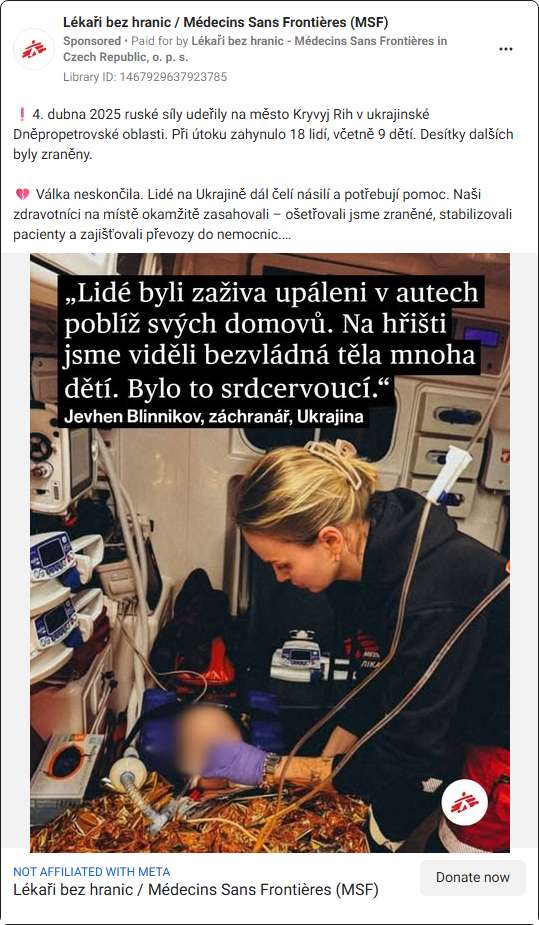 Lékaři bez hranic / Médecins Sans Frontières (MSF)
Sponsored • Paid for by Lékaři bez hranic - Médecins Sans Frontières in
Czech Republic, o. p. s.
Library ID: 1467929637923785
❗ 4. dubna 2025 ruské síly udeřily na město Kryvyj Rih v ukrajinské
Dněpropetrovské oblasti. Při útoku zahynulo 18 lidí, včetně 9 dětí. Desítky dalších
byly zraněny.
💔 Válka neskončila. Lidé na Ukrajině dál čelí násilí a potřebují pomoc. Naši
zdravotníci na místě okamžitě zasahovali – ošetřovali jsme zraněné, stabilizovali
pacienty a zajišťovali převozy do nemocnic....
„Lidé byli zaživa upáleni v autech
poblíž svých domovů. Na hřišti
jsme viděli bezvládná těla mnoha
dětí. Bylo to srdcervoucí.“
Jevhen Blinnikov, záchranář, Ukrajina
NOT AFFILIATED WITH META
Lékaři bez hranic / Médecins Sans Frontières (MSF)
Donate now